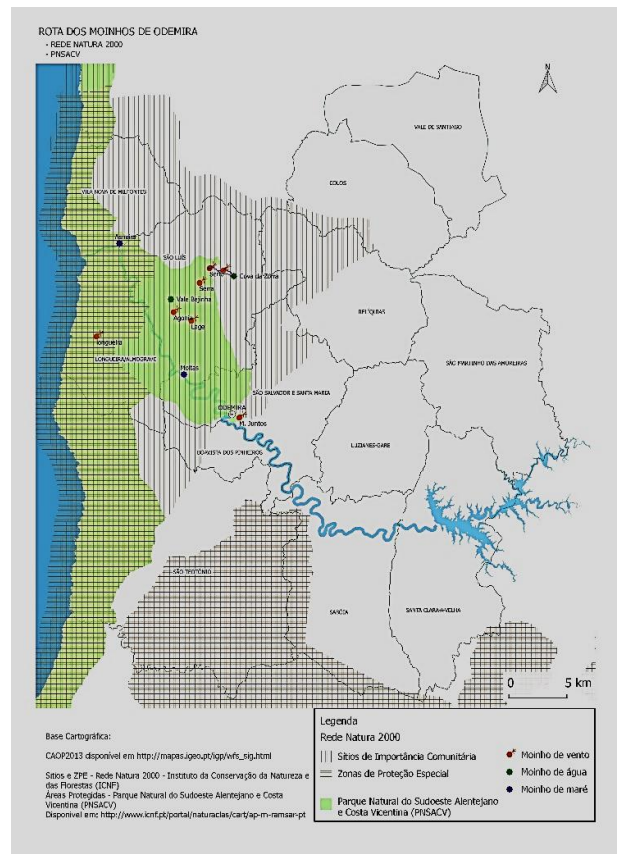 ROTA DOS MOINHOS DE ODEMIRA
- REDE NATURA 2000
- PNSACV
N
VALE DE SANTIAGO
COLOS
VILA NOVA DE MILFONTES
SÃO LUÍS
Serra
Cova da Zorra
Serra
Vale Bejinha
Agonia
Lage
RELÍQUIAS
Longueira
LONGUEIRA/ALMOGRAVE
SÃO MARTINHO DAS AMOREIRAS
Moitas
SÃO SALVADOR E SANTA MARIA
ODEMIRA
M. Juntos
LUZIANES-GARE
BOAVISTA DOS PINHEIROS
SÃO TEOTÓNIO
SABÓIA
SANTA CLARA-A-VELHA
0 5 km
Legenda
Rede Natura 2000
Sítios de Importância Comunitária
Zonas de Proteção Especial
Parque Natural do Sudoeste Alentejano
e Costa Vicentina (PNSACV)
Moinho de vento
Moinho de água
Moinho de maré
Base Cartográfica:
CAOP2013 disponível em http://mapas.igeo.pt/igp/wfs_sig.html
Sítios e ZPE - Rede Natura 2000 - Instituto da Conservação da Natureza e
das Florestas (ICNF)
Áreas Protegidas - Parque Natural do Sudoeste Alentejano e Costa
Vicentina (PNSACV)
Disponível em: http://www.icnf.pt/portal/naturaclas/cart/ap-rn-ramsar-pt